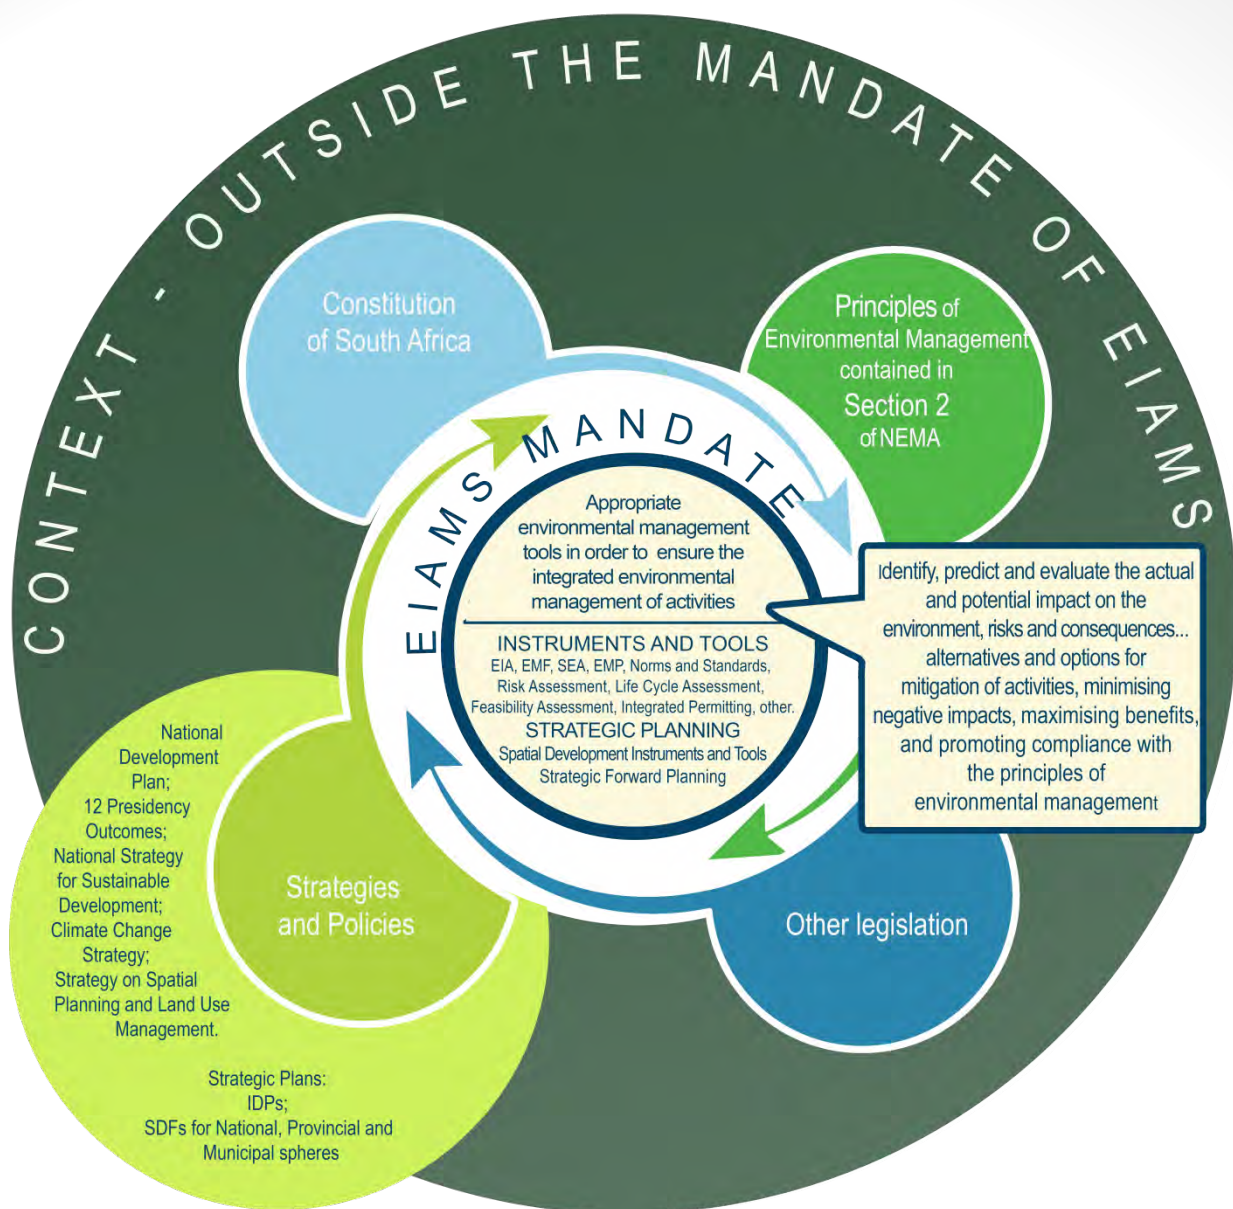 CONTEXT - OUTSIDE THE MANDATE OF EIAMS
Constitution
of South Africa
Principles of
Environmental Management
contained in
Section 2
of NEMA
EIAMS MANDATE
Appropriate
environmental management
tools in order to ensure the
integrated environmental
management of activities
INSTRUMENTS AND TOOLS
EIA, EMF, SEA, EMP, Norms and Standards,
Risk Assessment, Life Cycle Assessment,
Feasibility Assessment, Integrated Permitting, other.
STRATEGIC PLANNING
Spatial Development Instruments and Tools
Strategic Forward Planning
Identify, predict and evaluate the actual
and potential impact on the
environment, risks and consequences...
alternatives and options for
mitigation of activities, minimising
negative impacts, maximising benefits,
and promoting compliance with
the principles of
environmental management
National
Development
Plan;
12 Presidency
Outcomes;
National Strategy
for Sustainable
Development;
Climate Change
Strategy;
Strategy on Spatial
Planning and Land Use
Management.
Strategic Plans:
IDPs;
SDFs for National, Provincial and
Municipal spheres
Strategies
and Policies
Other legislation